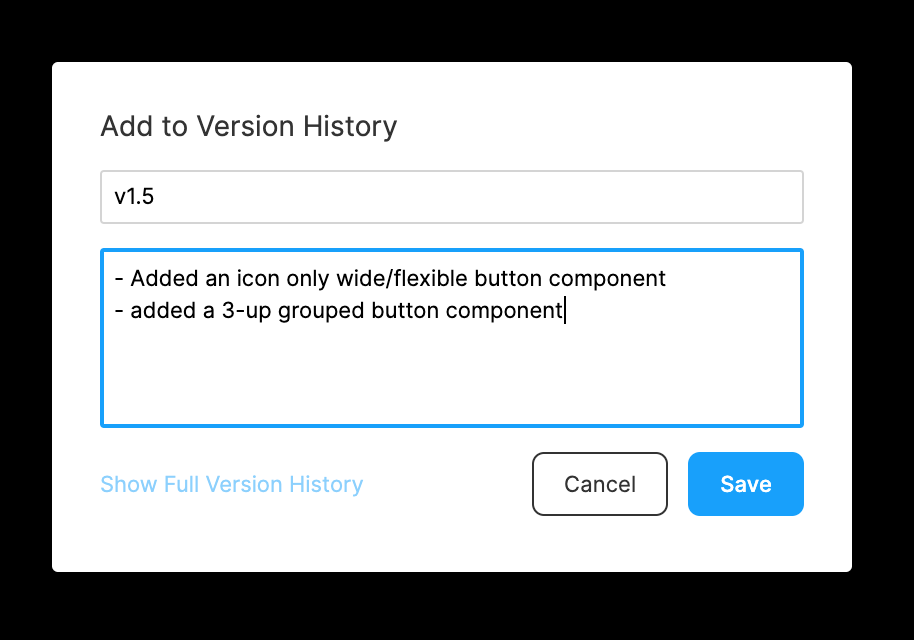 Add to Version History
v1.5
- Added an icon only wide/flexible button component
- added a 3-up grouped button component
Show Full Version History
Cancel
Save